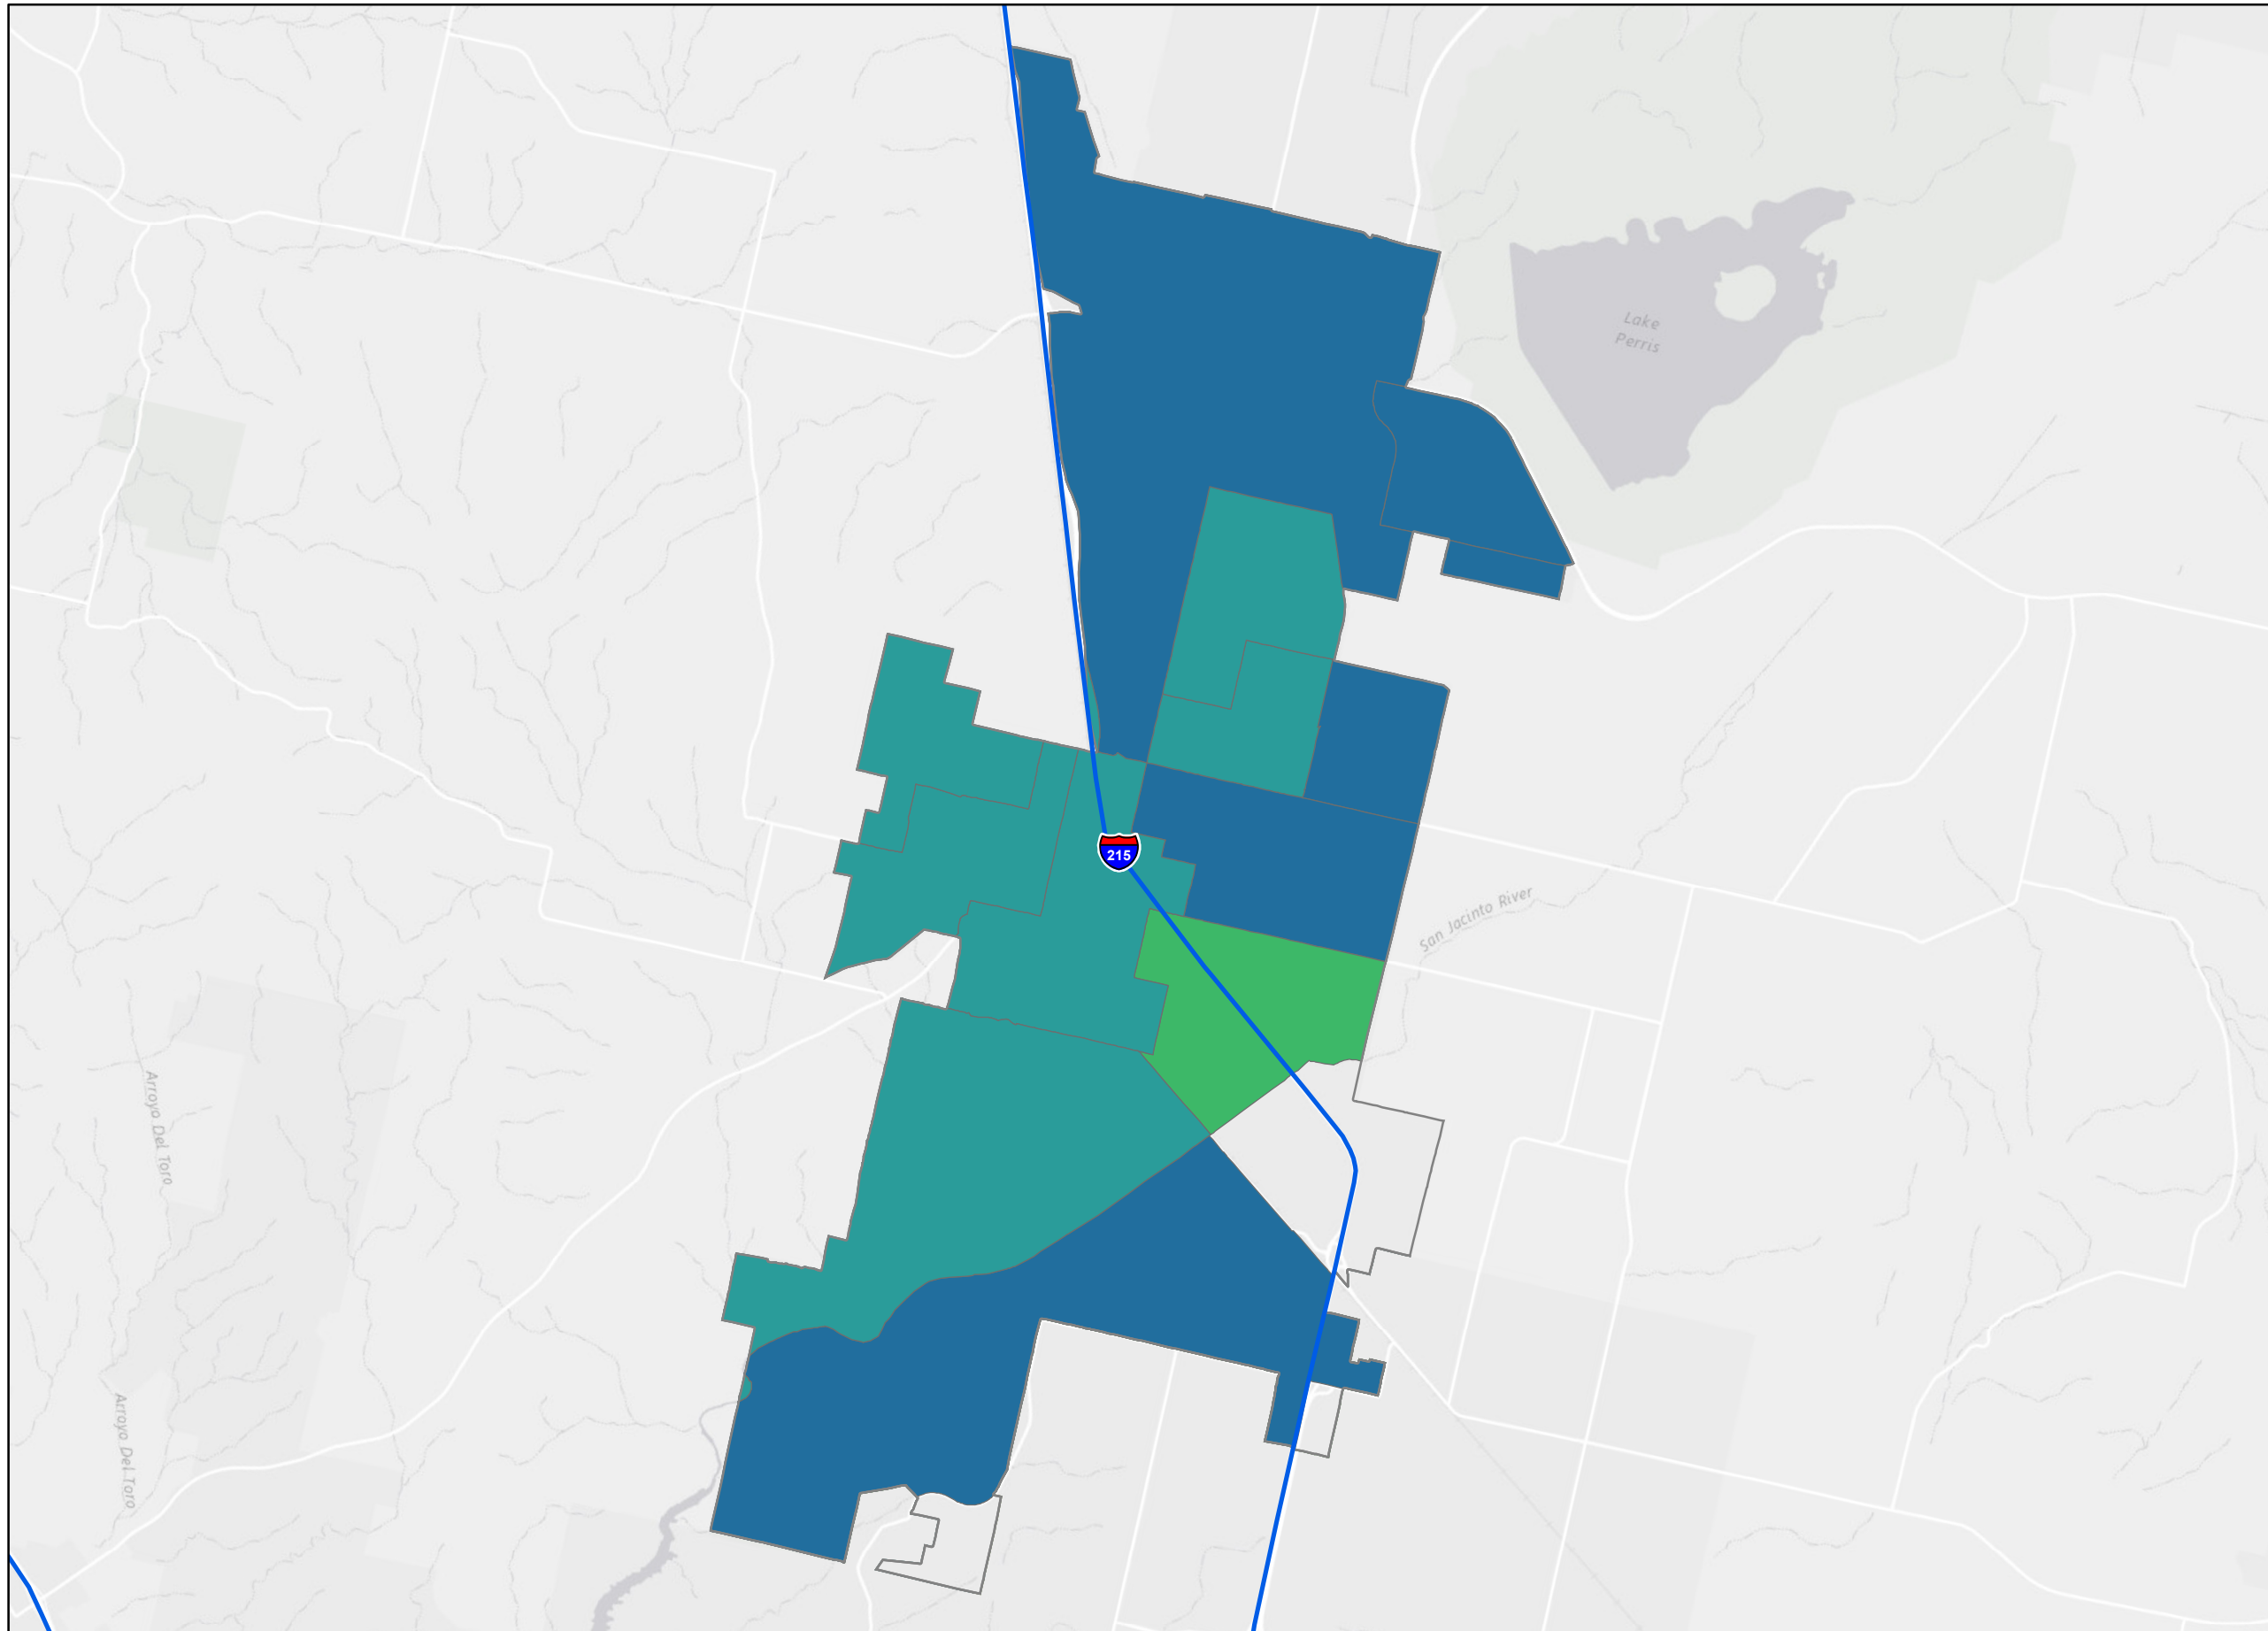 Lake
Perris
215
San Jacinto River
Arroyo Del Toro
Arroyo Del Toro